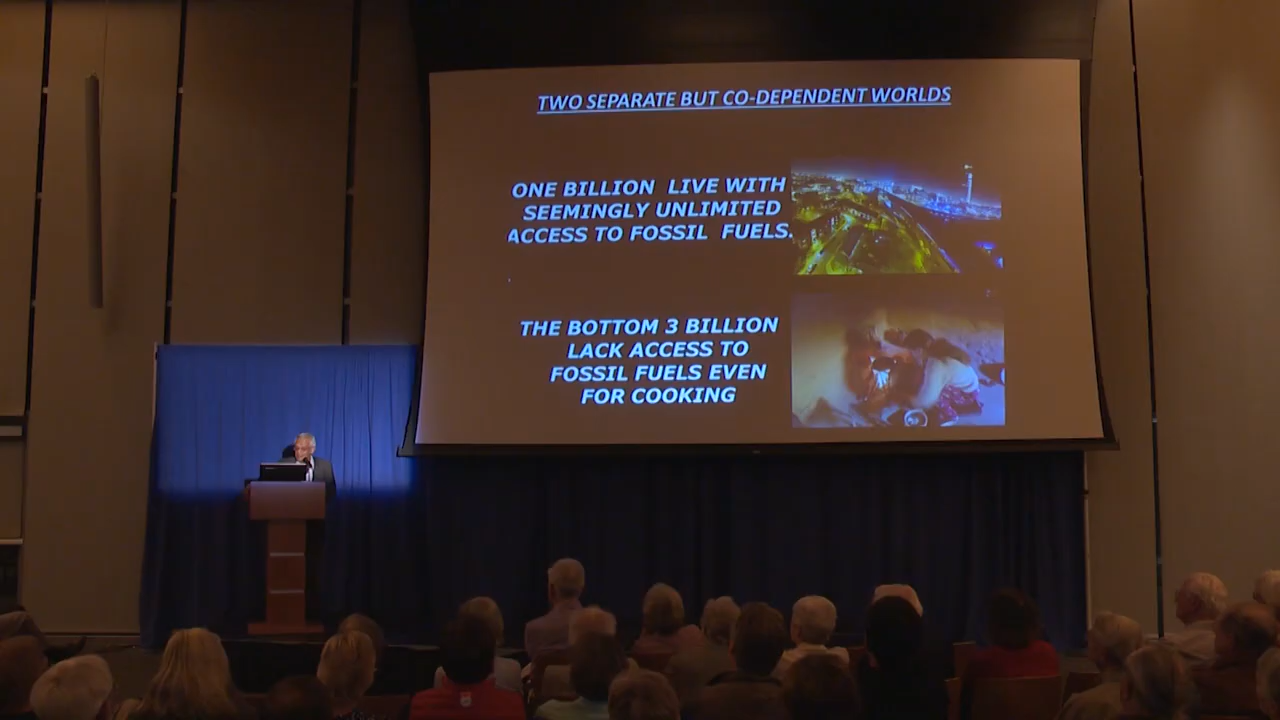 TWO SEPARATE BUT CO-DEPENDENT WORLDS
ONE BILLION LIVE WITH
SEEMINGLY UNLIMITED
ACCESS TO FOSSIL FUELS.
THE BOTTOM 3 BILLION
LACK ACCESS TO
FOSSIL FUELS EVEN
FOR COOKING